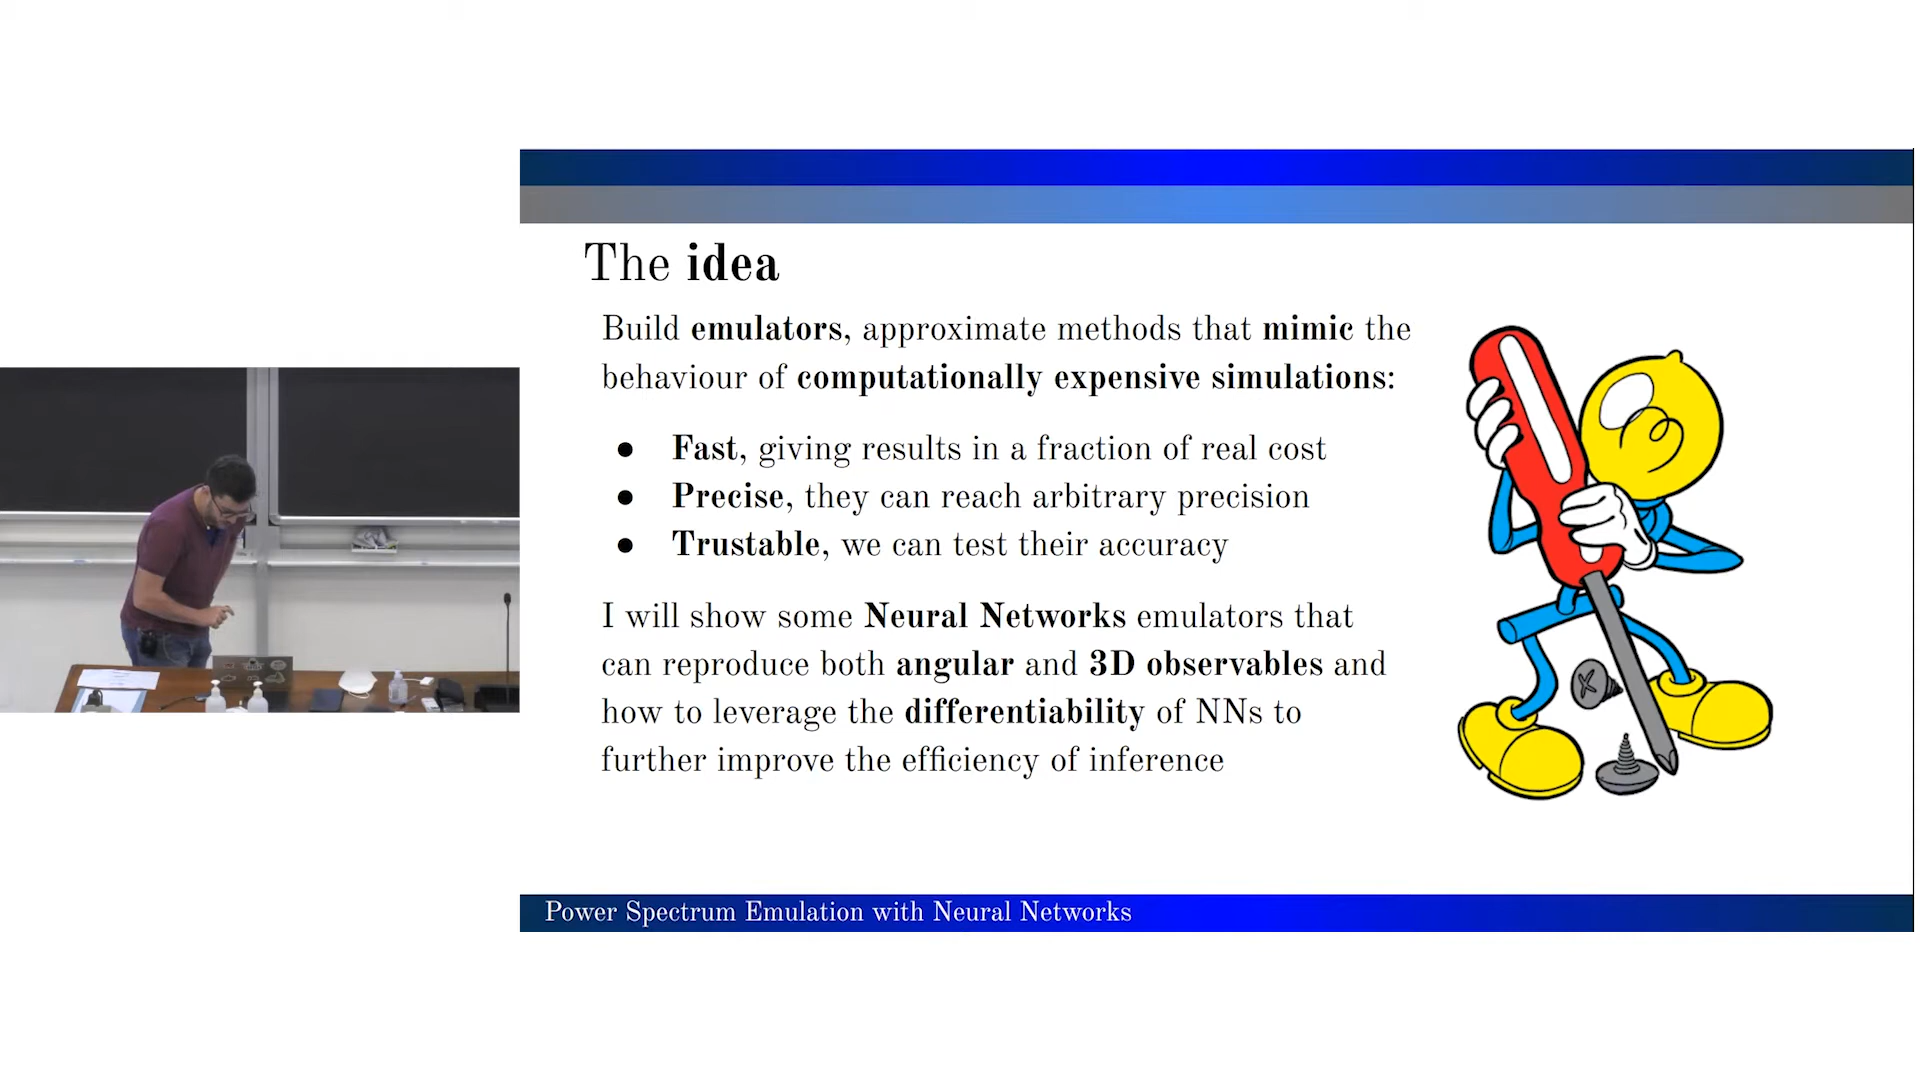 The idea
Build emulators, approximate methods that mimic the
behaviour of computationally expensive simulations:
● Fast, giving results in a fraction of real cost
● Precise, they can reach arbitrary precision
● Trustable, we can test their accuracy
I will show some Neural Networks emulators that
can reproduce both angular and 3D observables and
how to leverage the differentiability of NNs to
further improve the efficiency of inference
Power Spectrum Emulation with Neural Networks